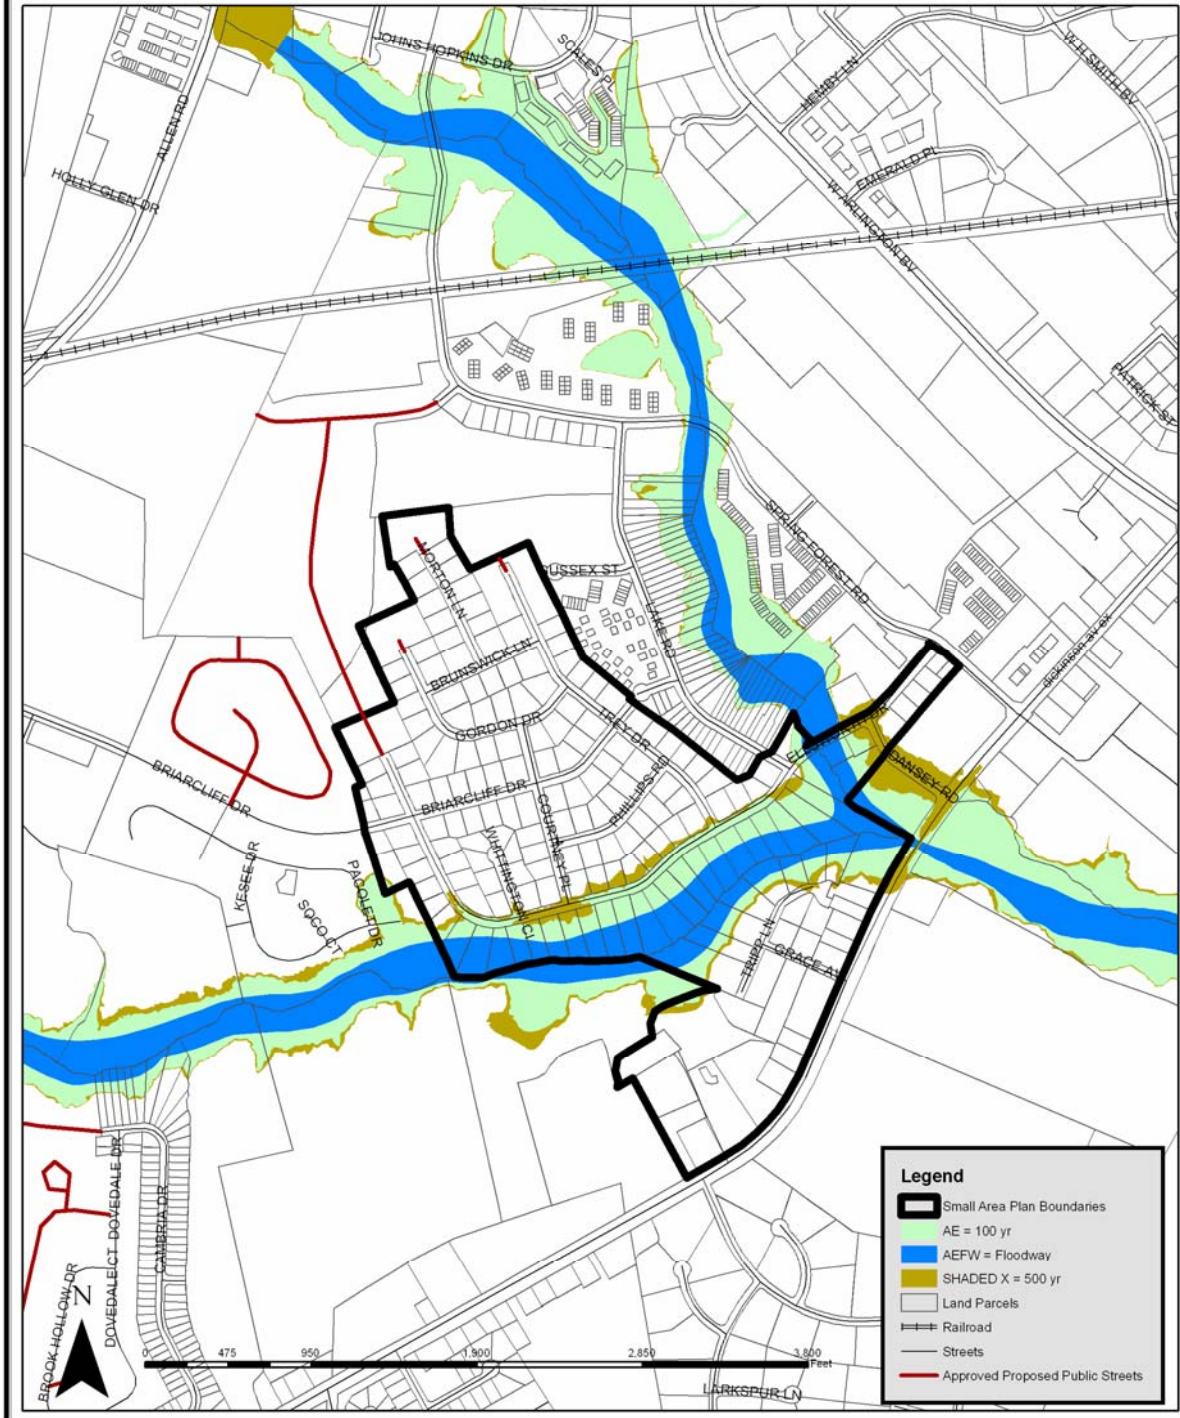 JOHNS HOPKINS DR
SCALES PL
W H SMITH BV
HEMBY LN
ALLEN RD
EMERALD PL
HOLLY GLEN DR
W ARLINGTON BV
PATRICK ST
SPRING FOREST RD
MORTON LN
SUSSEX ST
LAKE RD
dickinson av ex
BRUNSWICK LN
GORDON DR
TREY DR
DANSEY RD
BRIARCLIFF DR
BRIARCLIFF DR
PHILLIPS RD
COURTNEY PL
WHITTINGTON CI
KESEE DR
PACOLET DR
SOCO CT
TRIPP LN
GRACE AV
DOVEDALE DR
DOVEDALE CT
CAMBRIA DR
BROOK HOLLOW DR
LARKSPUR LN
N
0 475 950 1,900 2,850 3,800
Feet
Legend
Small Area Plan Boundaries
AE = 100 yr
AEFW = Floodway
SHADED X = 500 yr
Land Parcels
Railroad
Streets
Approved Proposed Public Streets